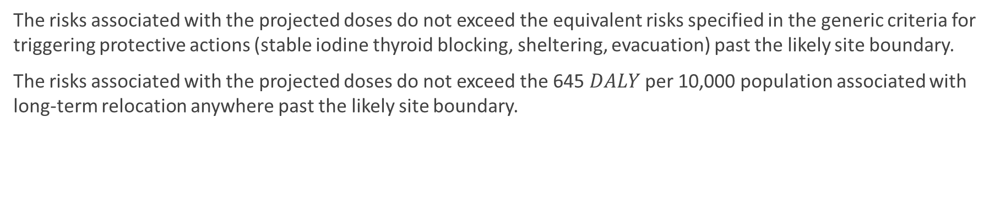 The risks associated with the projected doses do not exceed the equivalent risks specified in the generic criteria for
triggering protective actions (stable iodine thyroid blocking, sheltering, evacuation) past the likely site boundary.
The risks associated with the projected doses do not exceed the 645 DALY per 10,000 population associated with
long-term relocation anywhere past the likely site boundary.